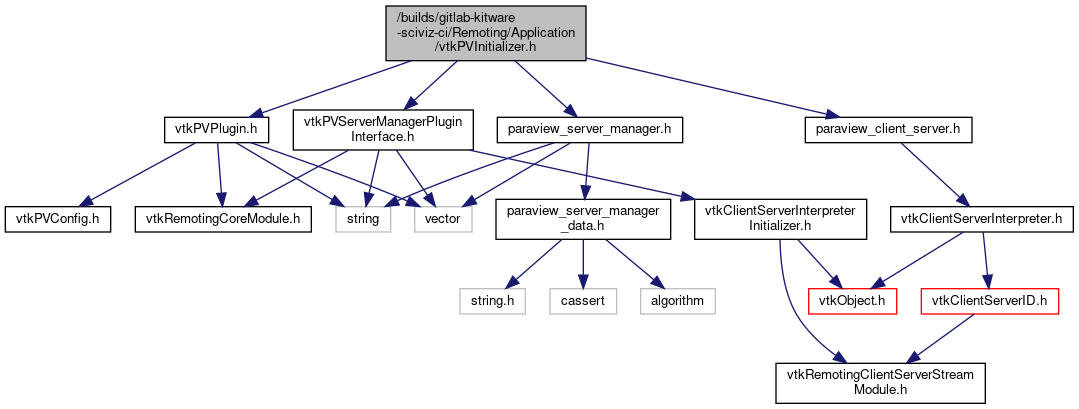 /builds/gitlab-kitware
-sciviz-ci/Remoting/Application
/vtkPVInitializer.h
vtkPVPlugin.h
vtkPVServerManagerPlugin
Interface.h
paraview_server_manager.h
paraview_client_server.h
vtkPVConfig.h
vtkRemotingCoreModule.h
string
vector
paraview_server_manager
_data.h
vtkClientServerInterpreter
Initializer.h
vtkClientServerInterpreter.h
string.h
cassert
algorithm
vtkObject.h
vtkClientServerID.h
vtkRemotingClientServerStream
Module.h